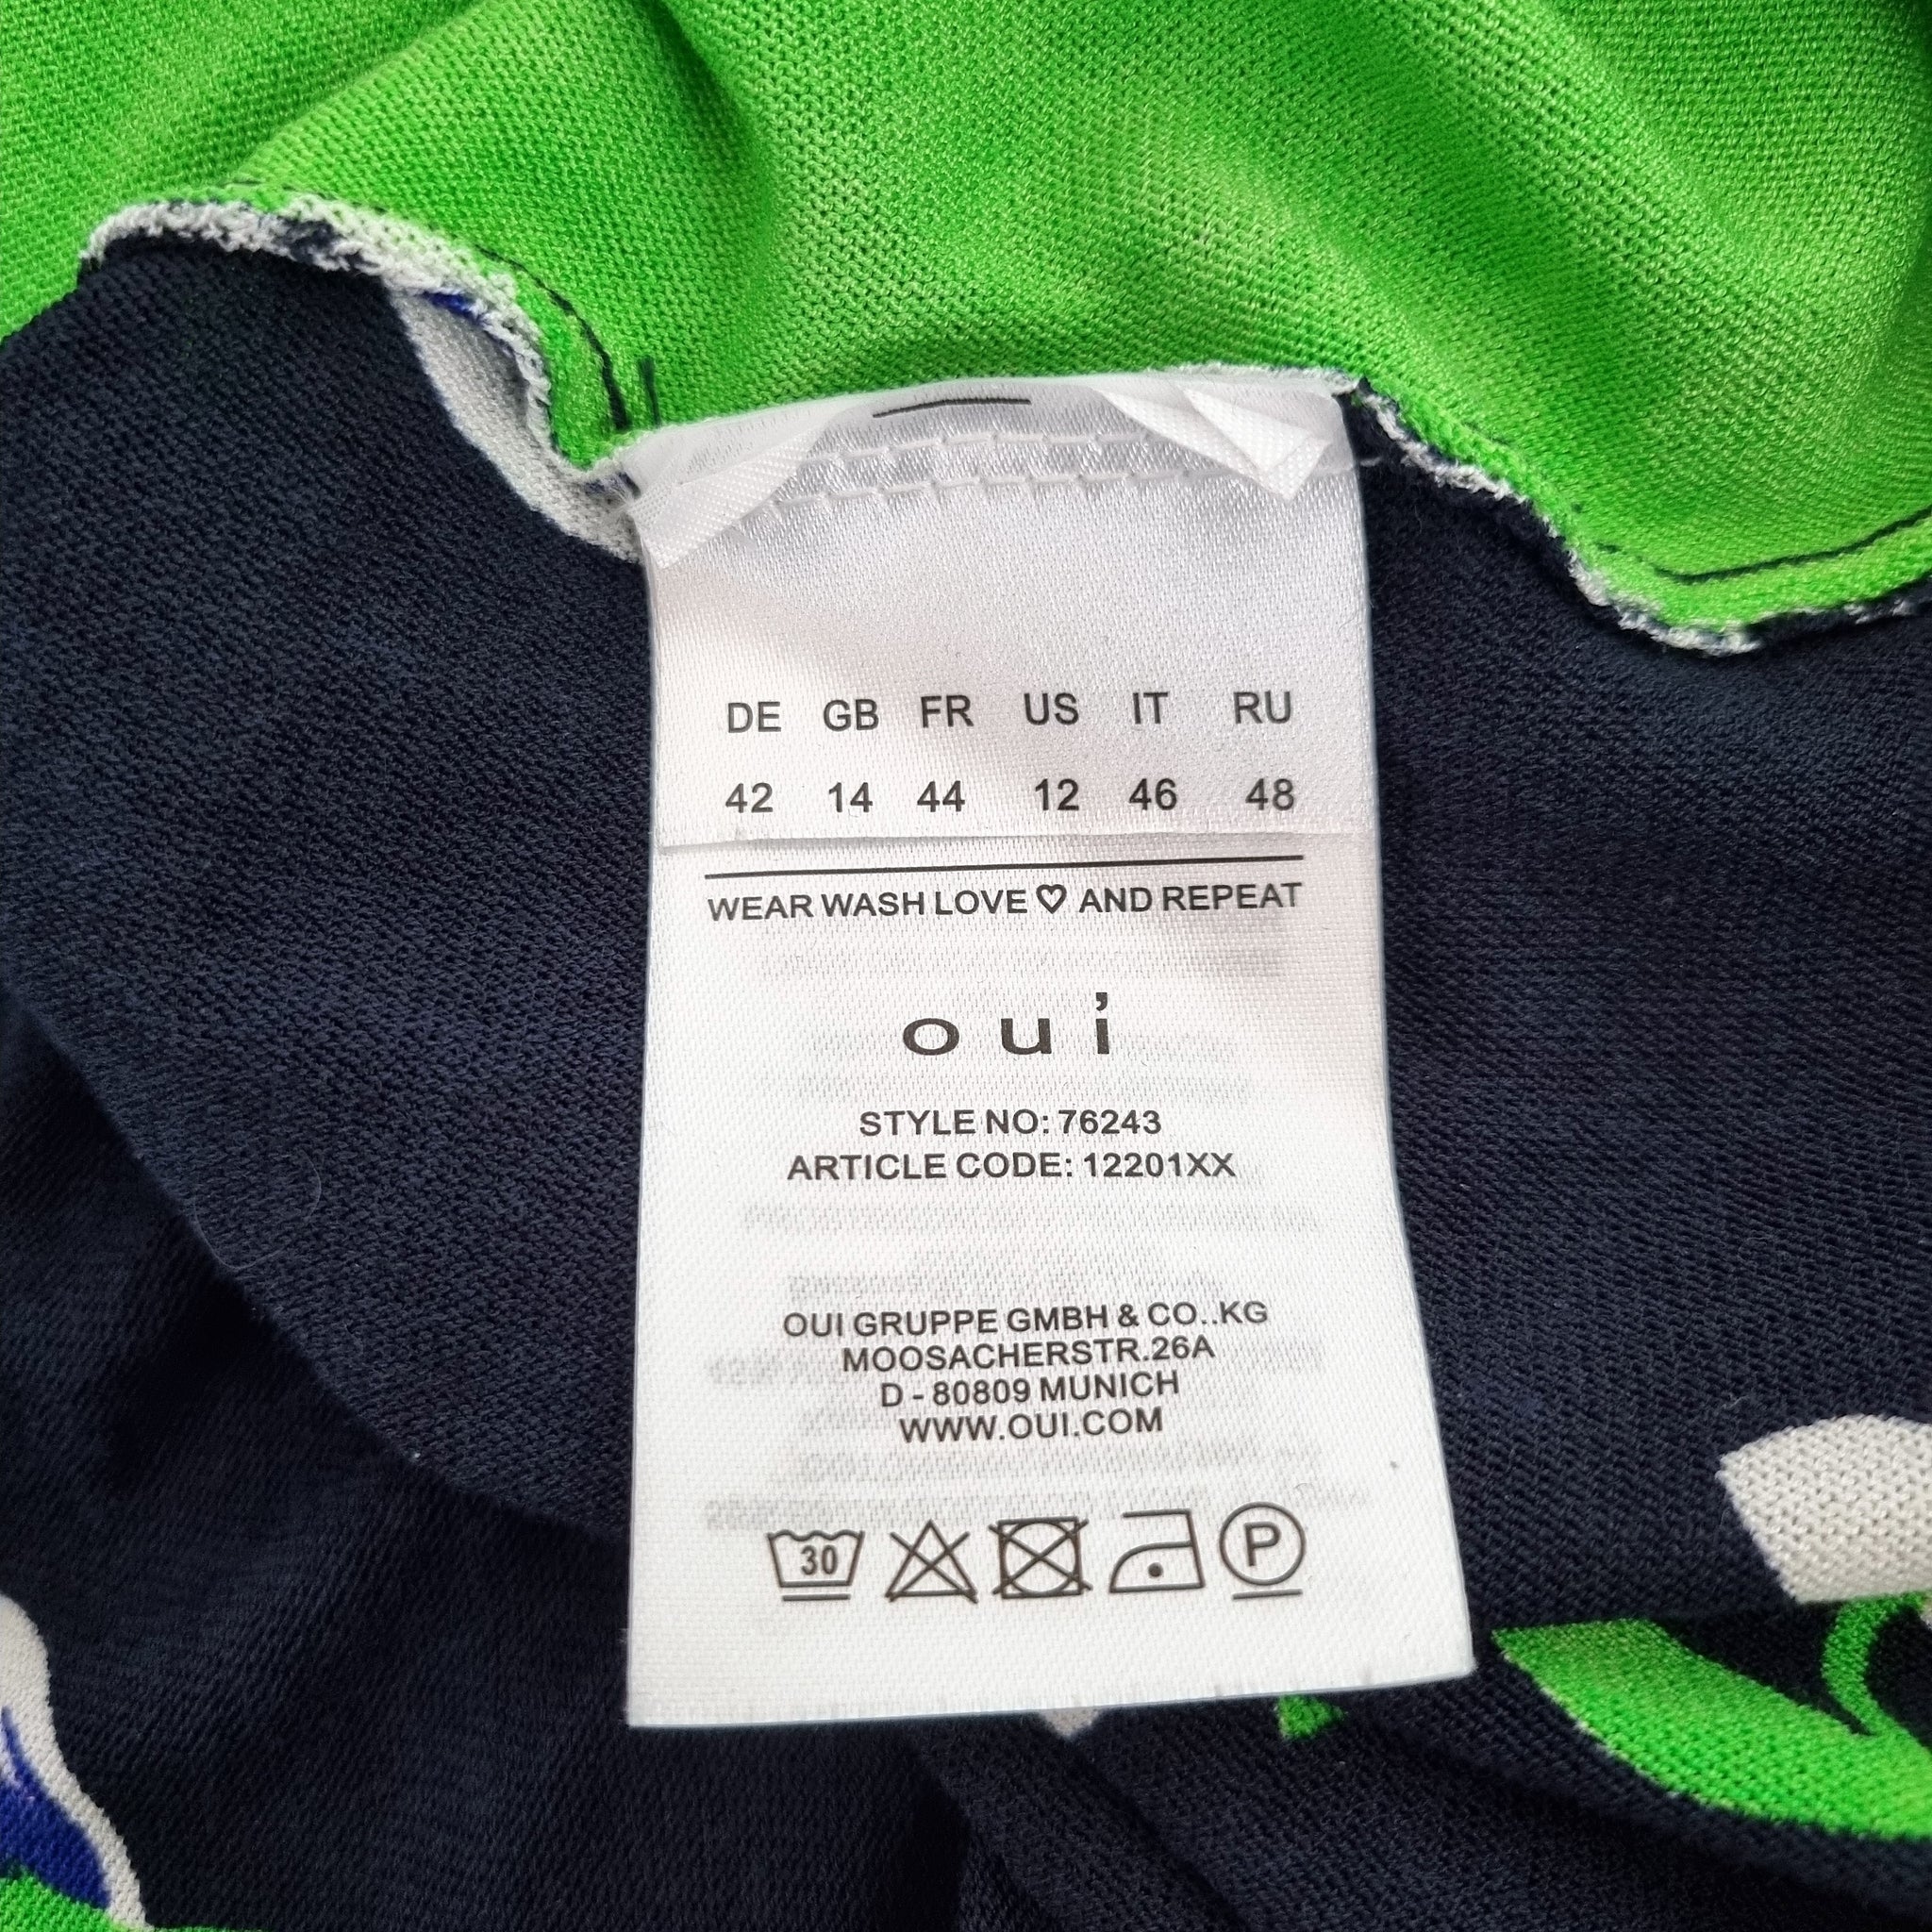 DE GB FR US IT RU
42 14 44 12 46 48
WEAR WASH LOVE ♡ AND REPEAT
oui
STYLE NO: 76243
ARTICLE CODE: 12201XX
OUI GRUPPE GMBH & CO..KG
MOOSACHERSTR.26A
D - 80809 MUNICH
WWW.OUI.COM
30 P